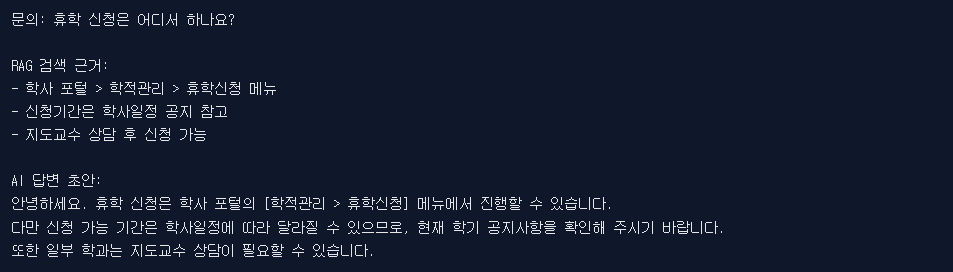 문의: 휴학 신청은 어디서 하나요?
RAG 검색 근거:
- 학사 포털 > 학적관리 > 휴학신청 메뉴
- 신청기간은 학사일정 공지 참고
- 지도교수 상담 후 신청 가능
AI 답변 초안:
안녕하세요. 휴학 신청은 학사 포털의 [학적관리 > 휴학신청] 메뉴에서 진행할 수 있습니다.
다만 신청 가능 기간은 학사일정에 따라 달라질 수 있으므로, 현재 학기 공지사항을 확인해 주시기 바랍니다.
또한 일부 학과는 지도교수 상담이 필요할 수 있습니다.